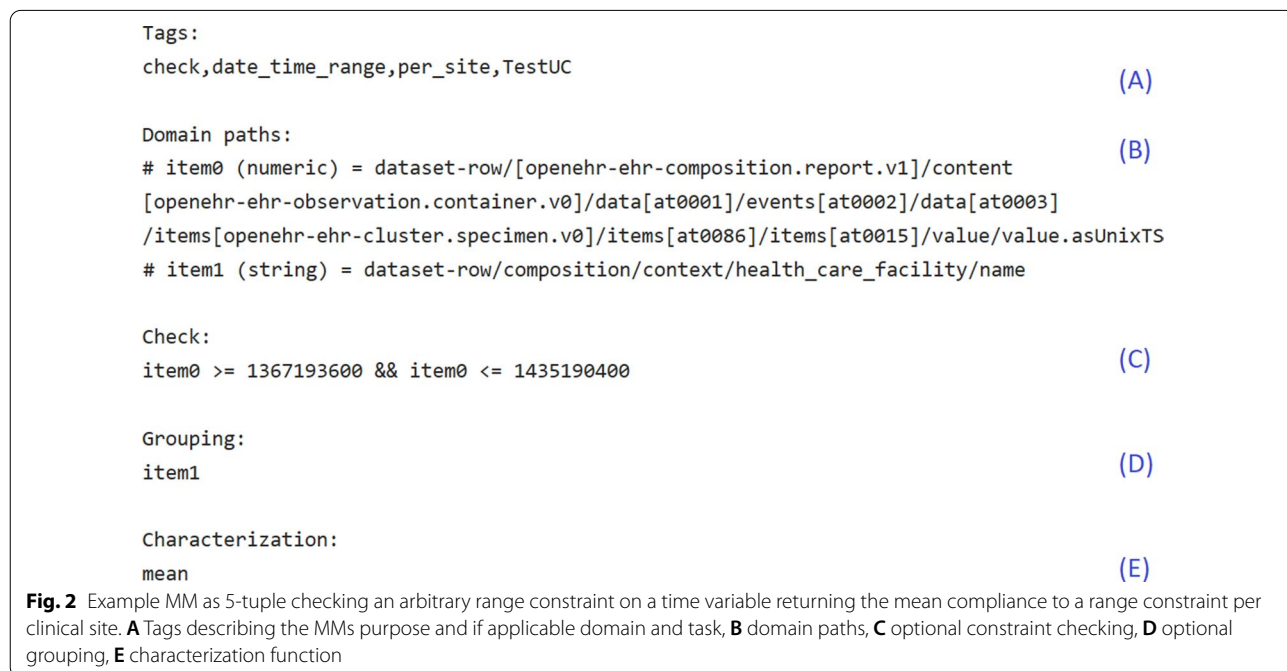 Tags:
check,date_time_range,per_site,TestUC
(A)
Domain paths:
(B)
# item0 (numeric) = dataset-row/[openehr-ehr-composition.report.v1]/content
[openehr-ehr-observation.container.v0]/data[at0001]/events[at0002]/data[at0003]
/items[openehr-ehr-cluster.specimen.v0]/items[at0086]/items[at0015]/value/value.asUnixTS
# item1 (string) = dataset-row/composition/context/health_care_facility/name
Check:
item0 >= 1367193600 && item0 <= 1435190400
(C)
Grouping:
item1
(D)
Characterization:
mean
(E)
Fig. 2 Example MM as 5-tuple checking an arbitrary range constraint on a time variable returning the mean compliance to a range constraint per
clinical site. A Tags describing the MMs purpose and if applicable domain and task, B domain paths, C optional constraint checking, D optional
grouping, E characterization function